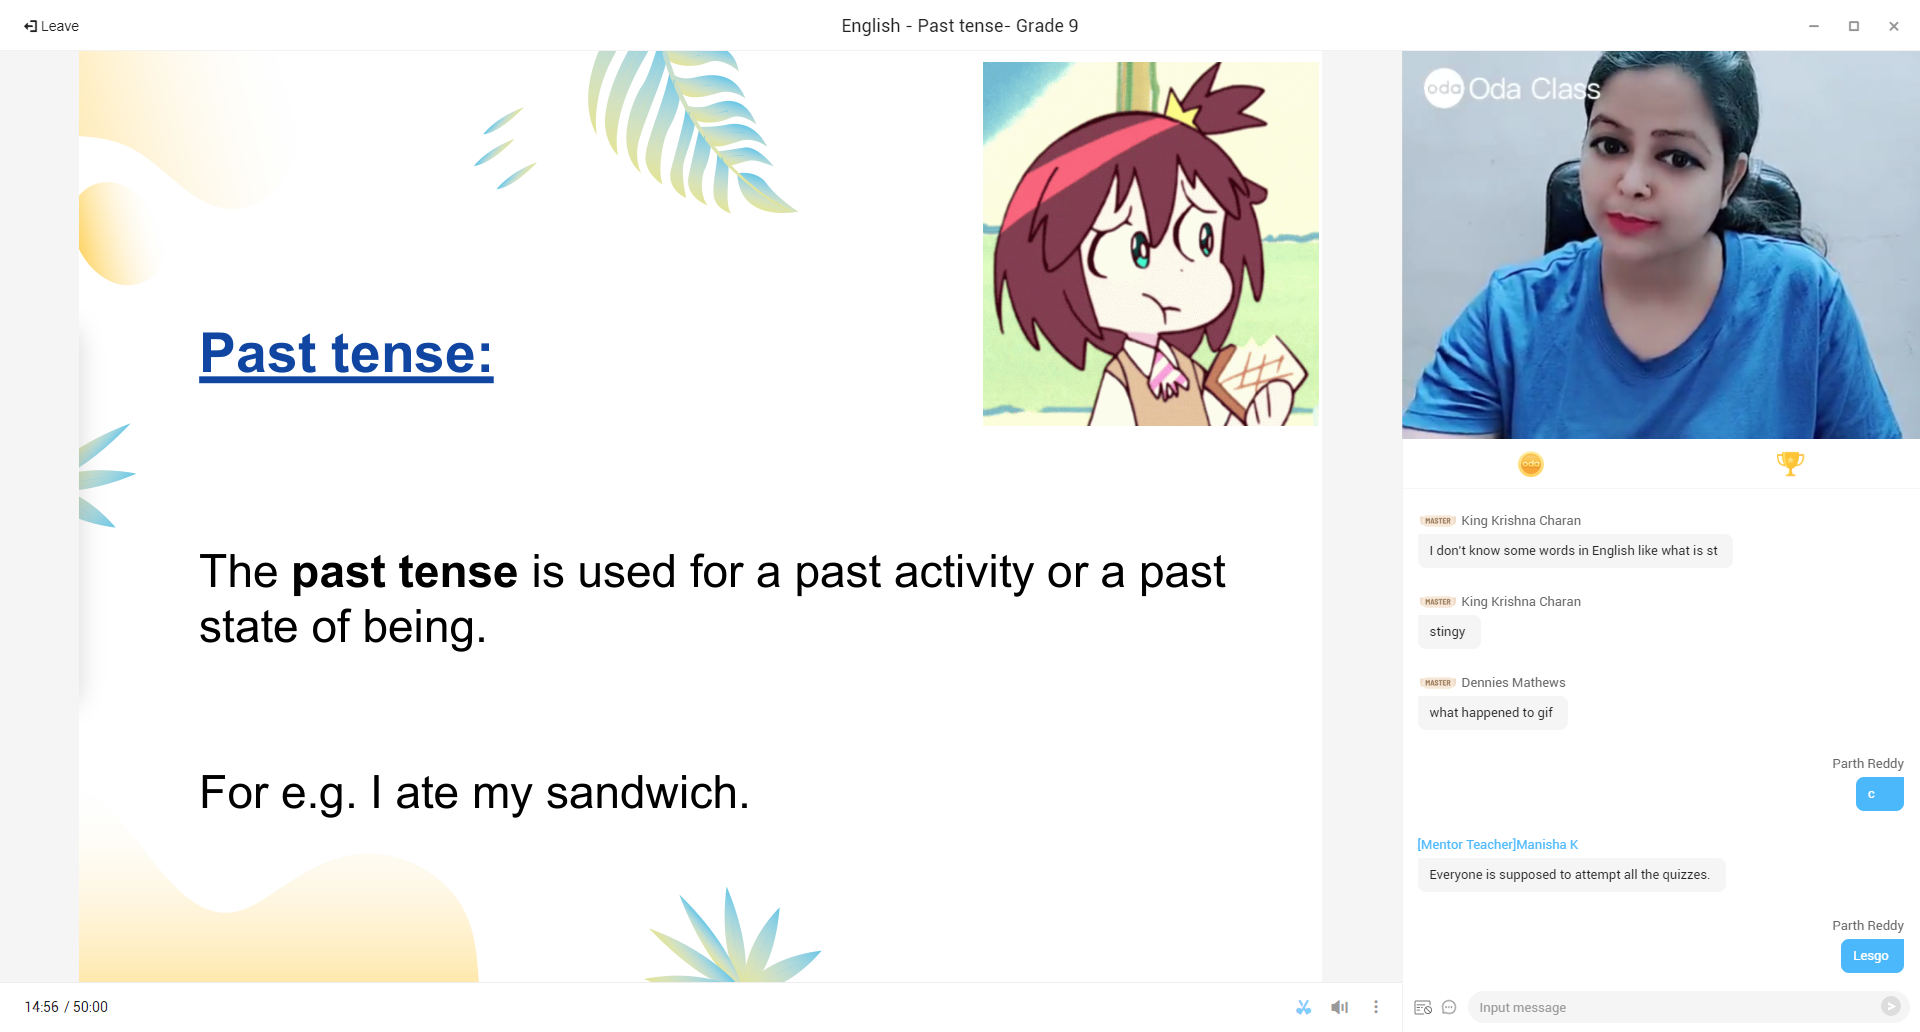 Leave
English - Past tense- Grade 9
oda Oda Class
Past tense:
The past tense is used for a past activity or a past
state of being.
For e.g. I ate my sandwich.
14:56 / 50:00
oda
MASTER King Krishna Charan
I don't know some words in English like what is st
MASTER King Krishna Charan
stingy
MASTER Dennies Mathews
what happened to gif
Parth Reddy
c
[Mentor Teacher]Manisha K
Everyone is supposed to attempt all the quizzes.
Parth Reddy
Lesgo
Input message